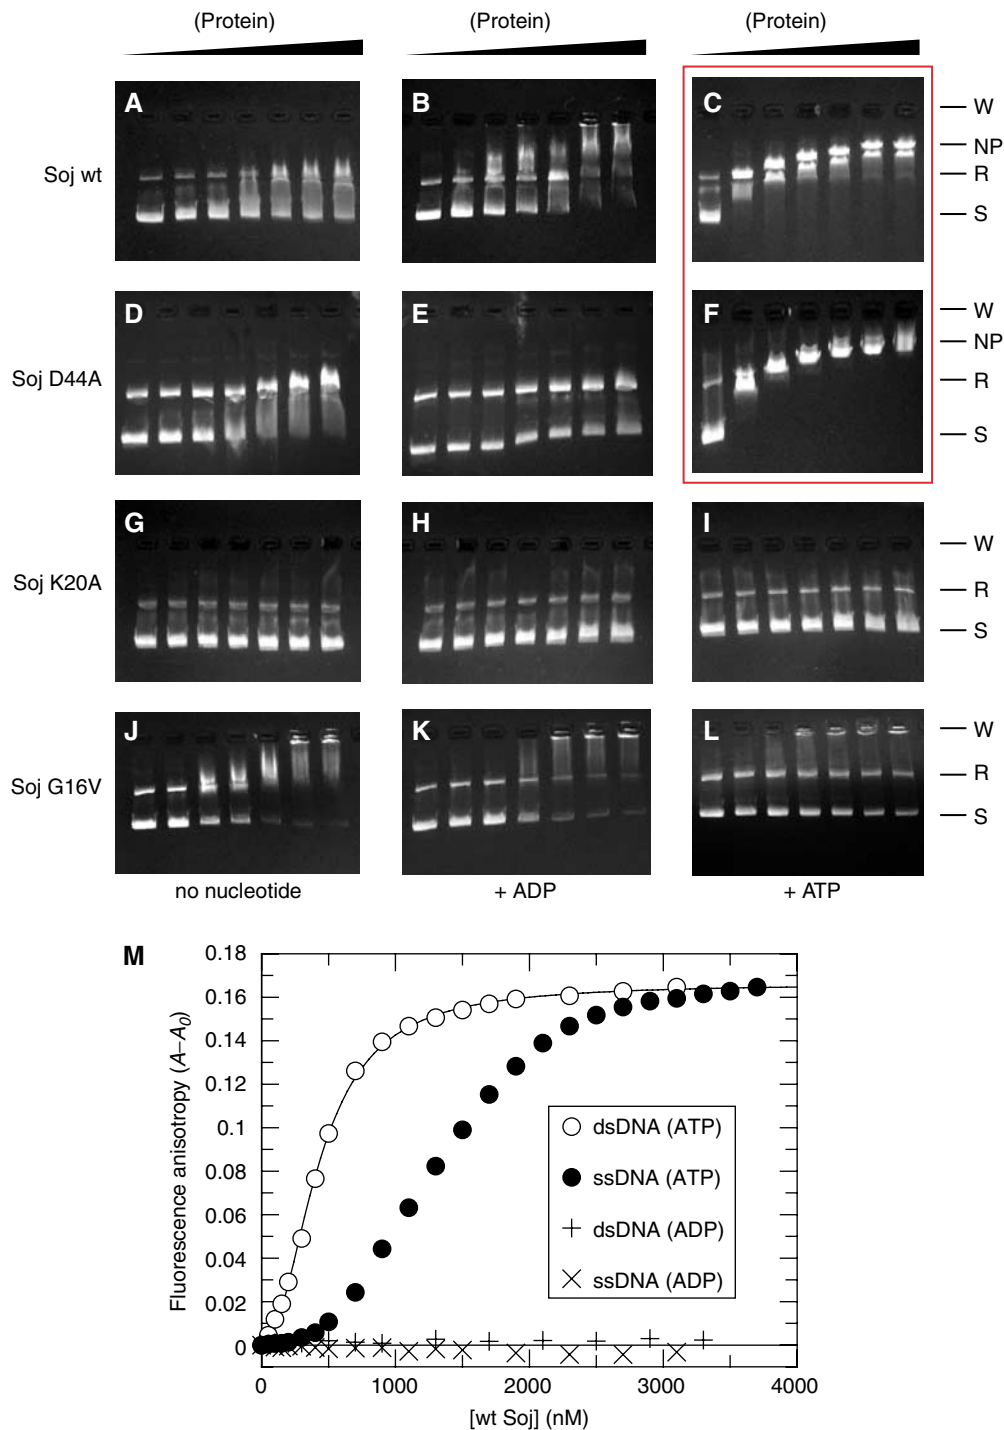 (Protein) (Protein) (Protein)
A B C
W
NP
R
S
Soj wt
D E F
W
NP
R
S
Soj D44A
G H I
W
R
S
Soj K20A
J K L
W
R
S
Soj G16V
no nucleotide + ADP + ATP
M
Fluorescence anisotropy (A–A0)
0.18
0.16
0.14
0.12
0.1
0.08
0.06
0.04
0.02
0
dsDNA (ATP)
ssDNA (ATP)
dsDNA (ADP)
ssDNA (ADP)
0 1000 2000 3000 4000
[wt Soj] (nM)